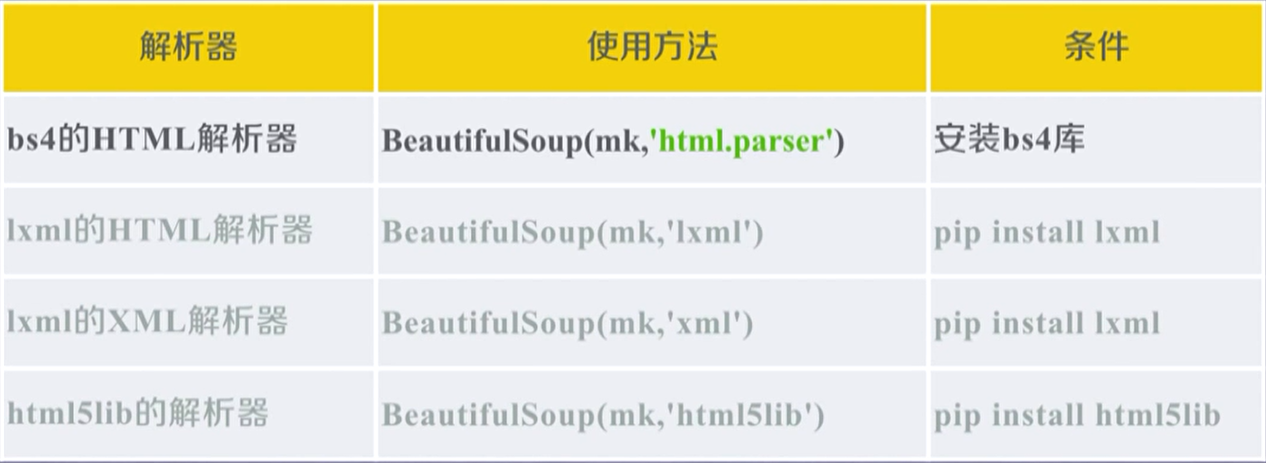 解析器 使用方法 条件
bs4的HTML解析器 BeautifulSoup(mk,'html.parser') 安装bs4库
lxml的HTML解析器 BeautifulSoup(mk,'lxml') pip install lxml
lxml的XML解析器 BeautifulSoup(mk,'xml') pip install lxml
html5lib的解析器 BeautifulSoup(mk,'html5lib') pip install html5lib